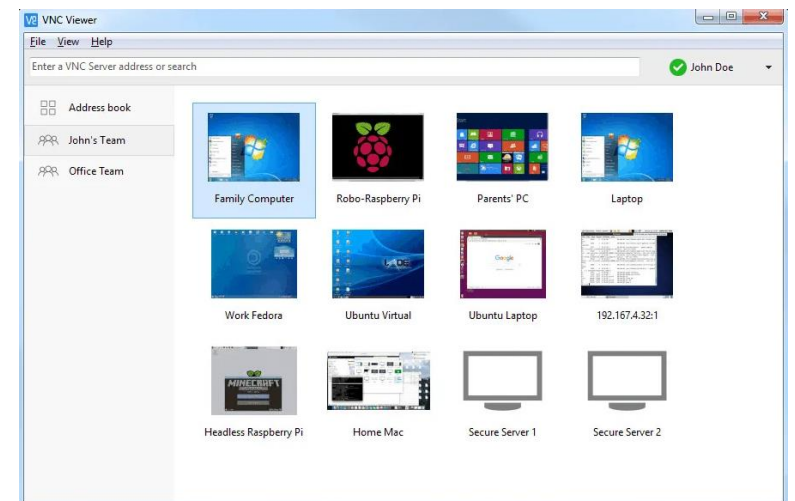 VNC Viewer
File View Help
Enter a VNC Server address or search
John Doe
Address book
John's Team
Office Team
Family Computer
Robo-Raspberry Pi
Parents' PC
Laptop
Work Fedora
Ubuntu Virtual
Google
Ubuntu Laptop
192.167.4.32:1
MINECRAFT
Headless Raspberry Pi
Home Mac
Secure Server 1
Secure Server 2